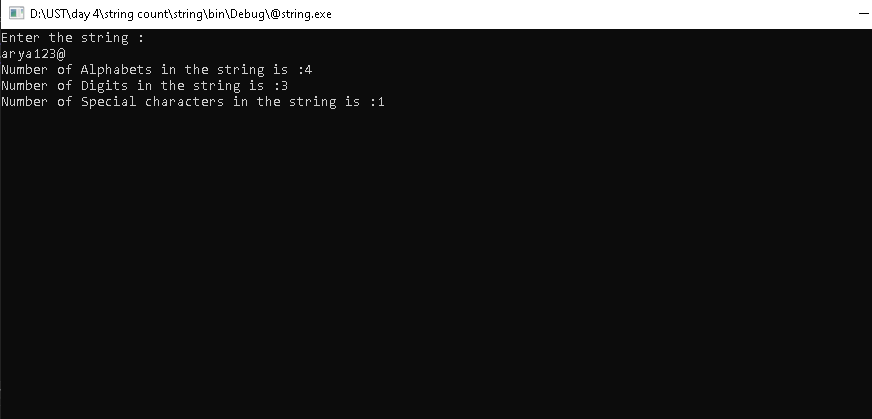 D:\UST\day 4\string count\string\bin\Debug\@string.exe
Enter the string :
arya123@
Number of Alphabets in the string is :4
Number of Digits in the string is :3
Number of Special characters in the string is :1